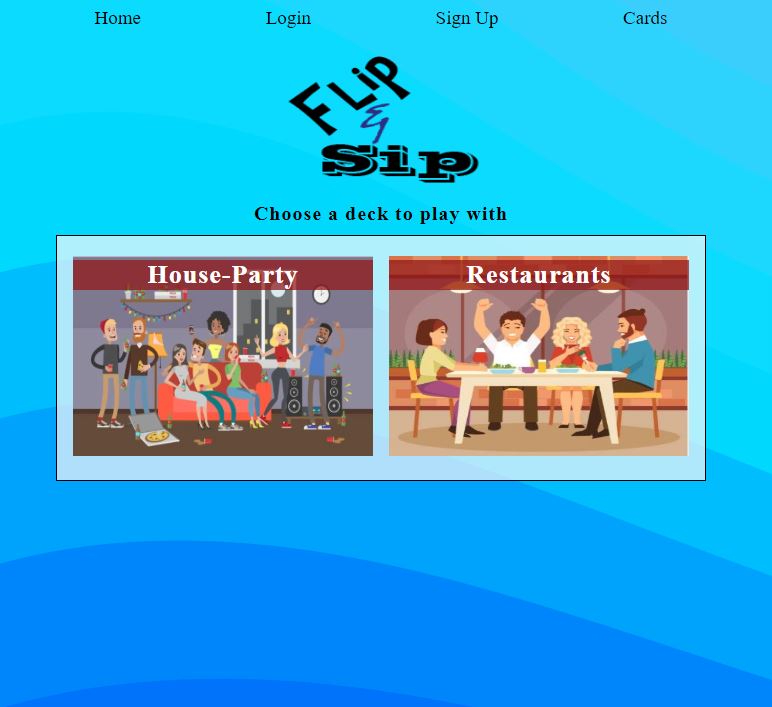 Home Login Sign Up Cards
FLiP
&
Sip
Choose a deck to play with
House-Party Restaurants